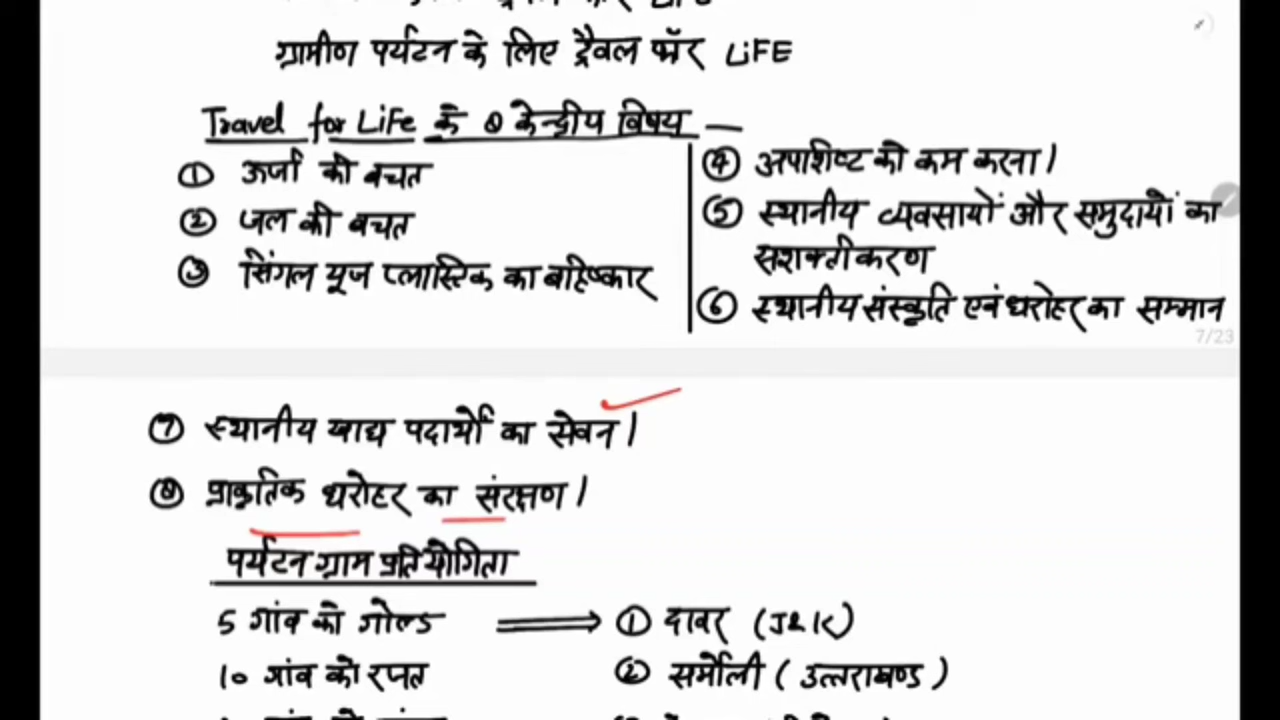 ग्रामीण पर्यटन के लिए ट्रैवल फॉर LiFE
Travel for LiFe के 8 केन्द्रीय विषय —
① ऊर्जा की बचत
② जल की बचत
③ सिंगल यूज प्लास्टिक का बहिष्कार
④ अपशिष्ट को कम करना।
⑤ स्थानीय व्यवसायों और समुदायों का
सशक्तीकरण
⑥ स्थानीय संस्कृति एवं धरोहर का सम्मान
7/23
⑦ स्थानीय खाद्य पदार्थों का सेवन।
⑧ प्राकृतिक धरोहर का संरक्षण।
पर्यटन ग्राम प्रतियोगिता
5 गांव को गोल्ड ⟹ ① दावर (J&K)
10 गांव को रजत ② सर्मोली (उत्तराखण्ड)